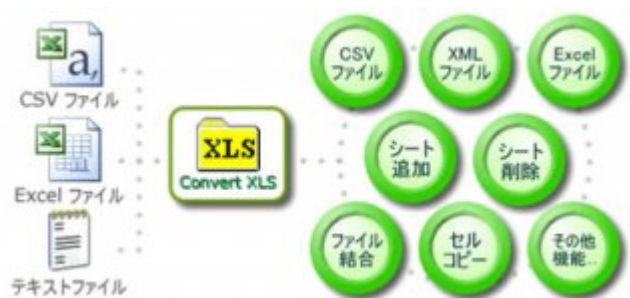 a,
CSV ファイル
Excel ファイル
テキストファイル
XLS
Convert XLS
CSV
ファイル
XML
ファイル
Excel
ファイル
シート
追加
シート
削除
ファイル
結合
セル
コピー
その他
機能..